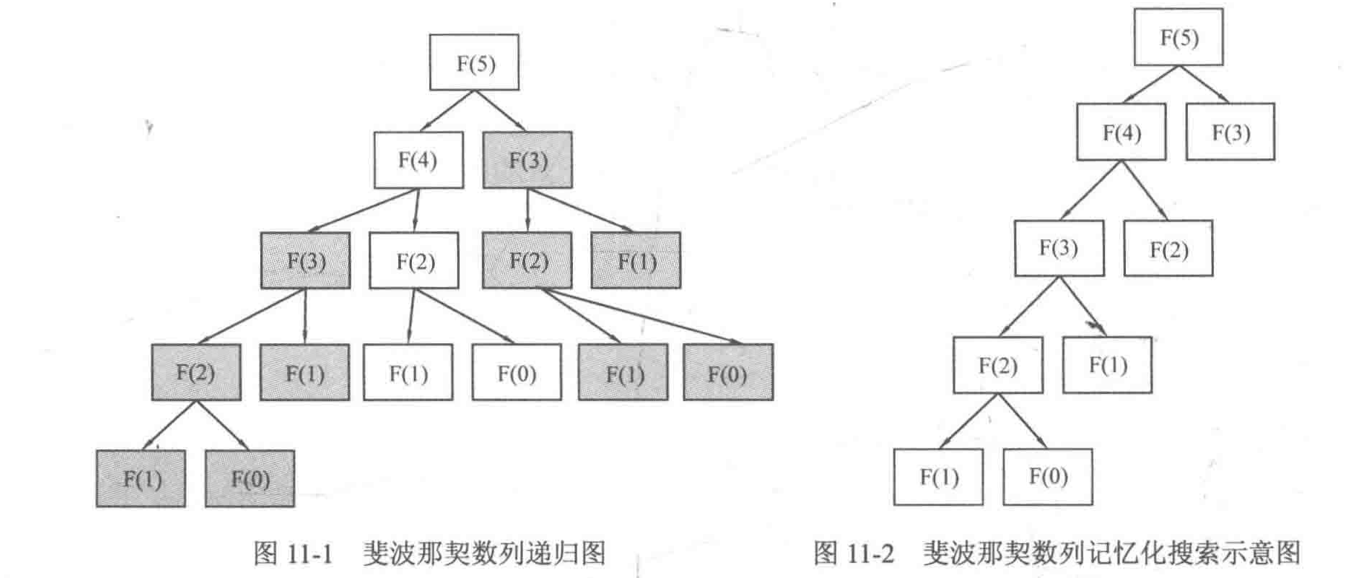 F(5)
F(4) F(3)
F(3) F(2) F(2) F(1)
F(2) F(1) F(1) F(0) F(1) F(0)
F(1) F(0)
图 11-1 斐波那契数列递归图
F(5)
F(4) F(3)
F(3) F(2)
F(2) F(1)
F(1) F(0)
图 11-2 斐波那契数列记忆化搜索示意图